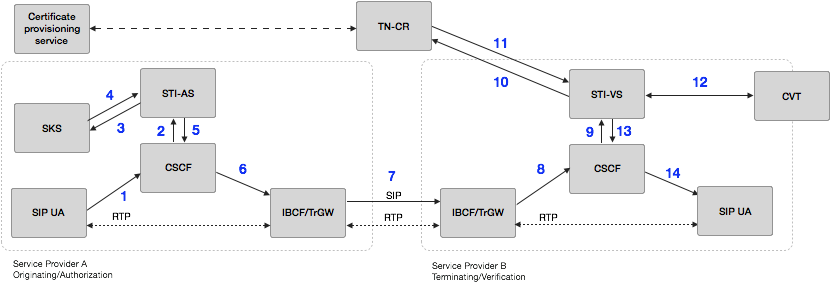 Certificate
provisioning
service
TN-CR
11
10
4
3
STI-AS
SKS
2
5
CSCF
6
1
SIP UA
RTP
IBCF/TrGW
7
SIP
RTP
STI-VS
12
CVT
9
13
8
CSCF
14
IBCF/TrGW
RTP
SIP UA
Service Provider A
Originating/Authorization
Service Provider B
Terminating/Verification